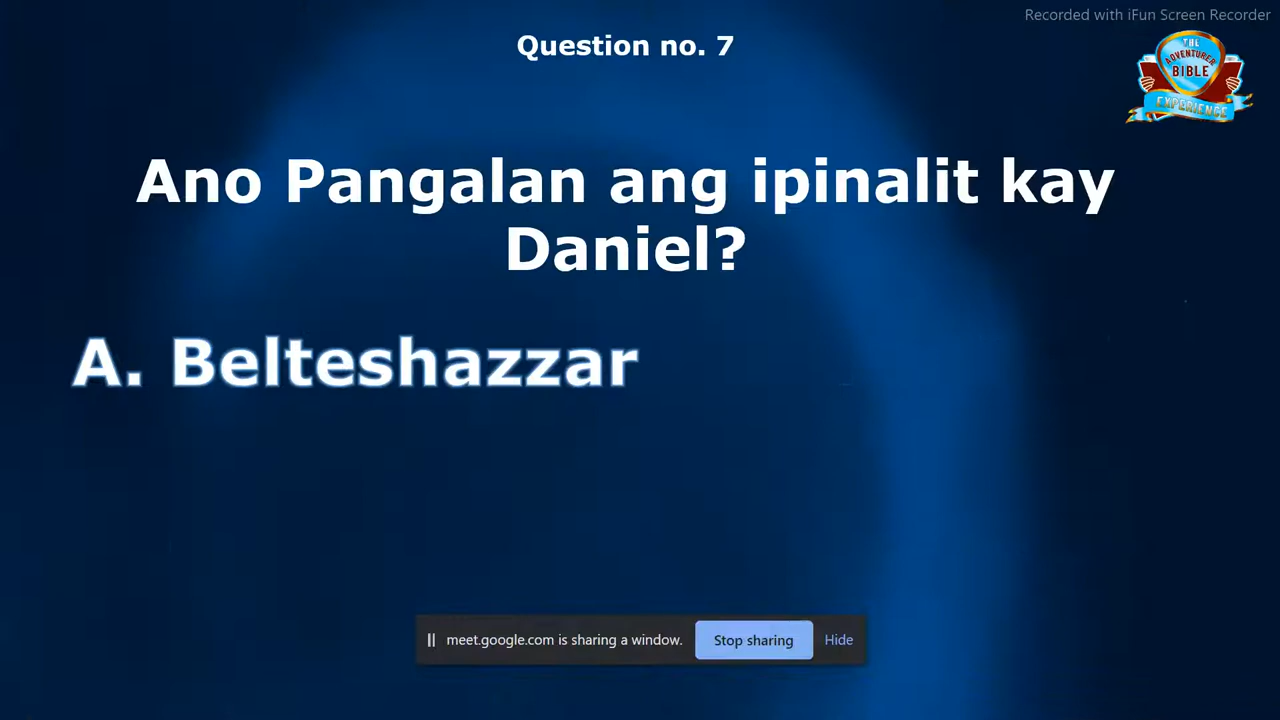 Recorded with iFun Screen Recorder
Question no. 7
THE
ADVENTURER
BIBLE
EXPERIENCE
Ano Pangalan ang ipinalit kay
Daniel?
A. Belteshazzar
meet.google.com is sharing a window. Stop sharing Hide